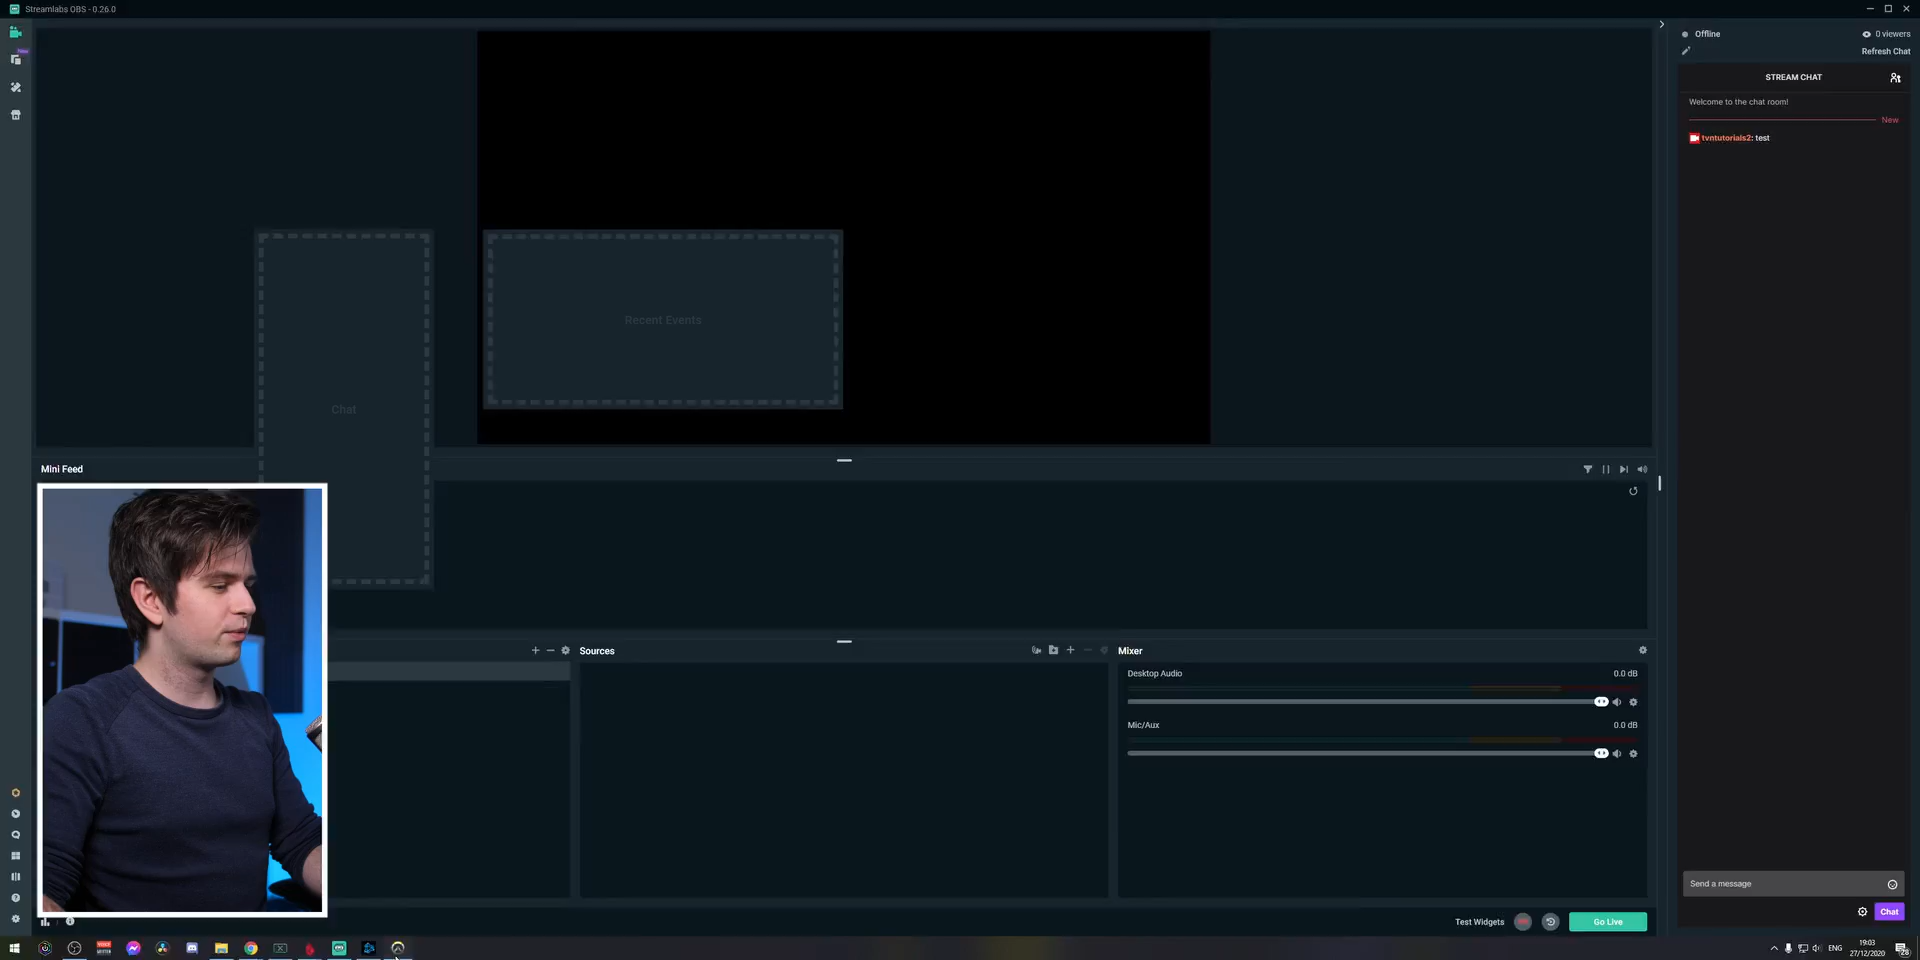 Streamlabs OBS - 0.26.0
Offline
0 viewers
Refresh Chat
New
STREAM CHAT
Welcome to the chat room!
New
tvntutorials2: test
Recent Events
Chat
Mini Feed
Sources
Mixer
Desktop Audio
0.0 dB
Mic/Aux
0.0 dB
Send a message
Chat
Test Widgets
Go Live
ENG
19:03
27/12/2020